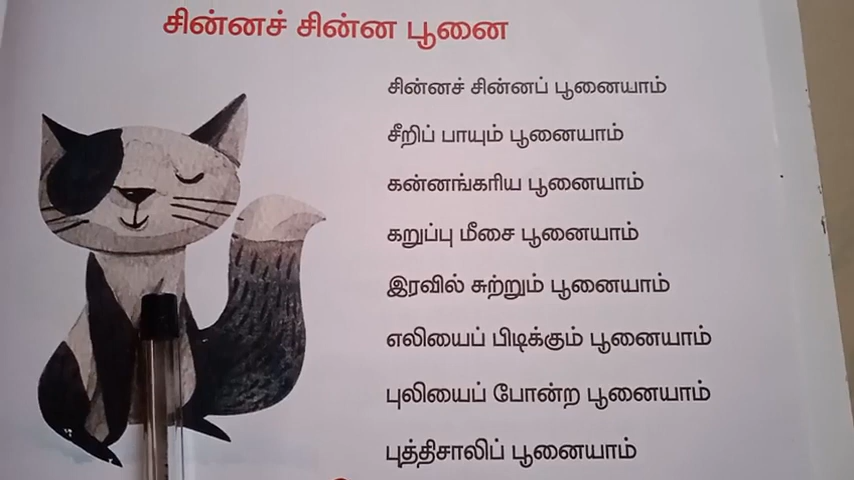 சின்னச் சின்ன பூனை
சின்னச் சின்னப் பூனையாம்
சீறிப் பாயும் பூனையாம்
கன்னங்கரிய பூனையாம்
கறுப்பு மீசை பூனையாம்
இரவில் சுற்றும் பூனையாம்
எலியைப் பிடிக்கும் பூனையாம்
புலியைப் போன்ற பூனையாம்
புத்திசாலிப் பூனையாம்